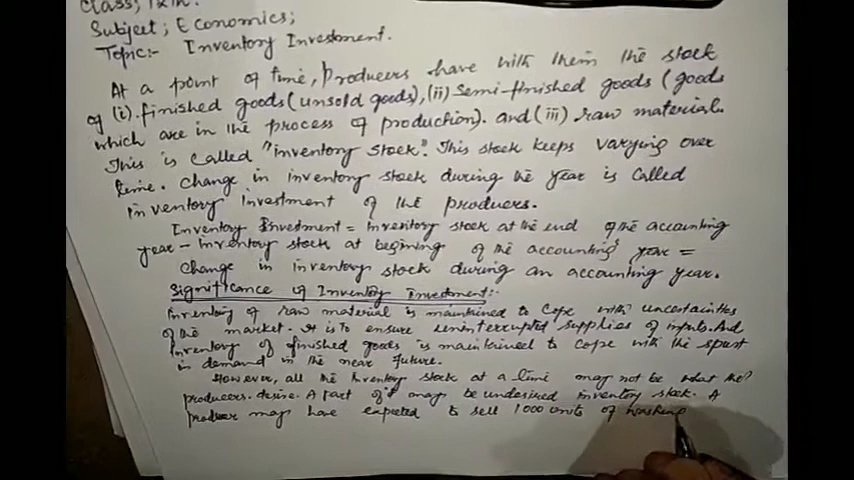 Class; IXth.
Subject; Economics;
Topic:- Inventory Investment.
At a point of time, producers have with them the stock
of (i). finished goods (unsold goods), (ii) Semi-finished goods (goods
which are in the process of production). and (iii) raw material.
This is called "inventory stock". This stock keeps varying over
time. Change in inventory stock during the year is called
inventory investment of the producers.
Inventory Investment = Inventory stock at the end of the accounting
year - inventory stock at begining of the accounting year =
Change in inventory stock during an accounting year.
Significance of Inventory Investment:-
Inventory of raw material is maintained to cope with uncertainties
of the market. It is to ensure uninterrupted supplies of inputs. And
Inventory of finished goods is maintained to cope with the spurt
in demand in the near future.
However, all the inventory stock at a time may not be what the
producers desire. A part of it may be undesired inventory stock. A
producer may have expected to sell 1000 units of washing